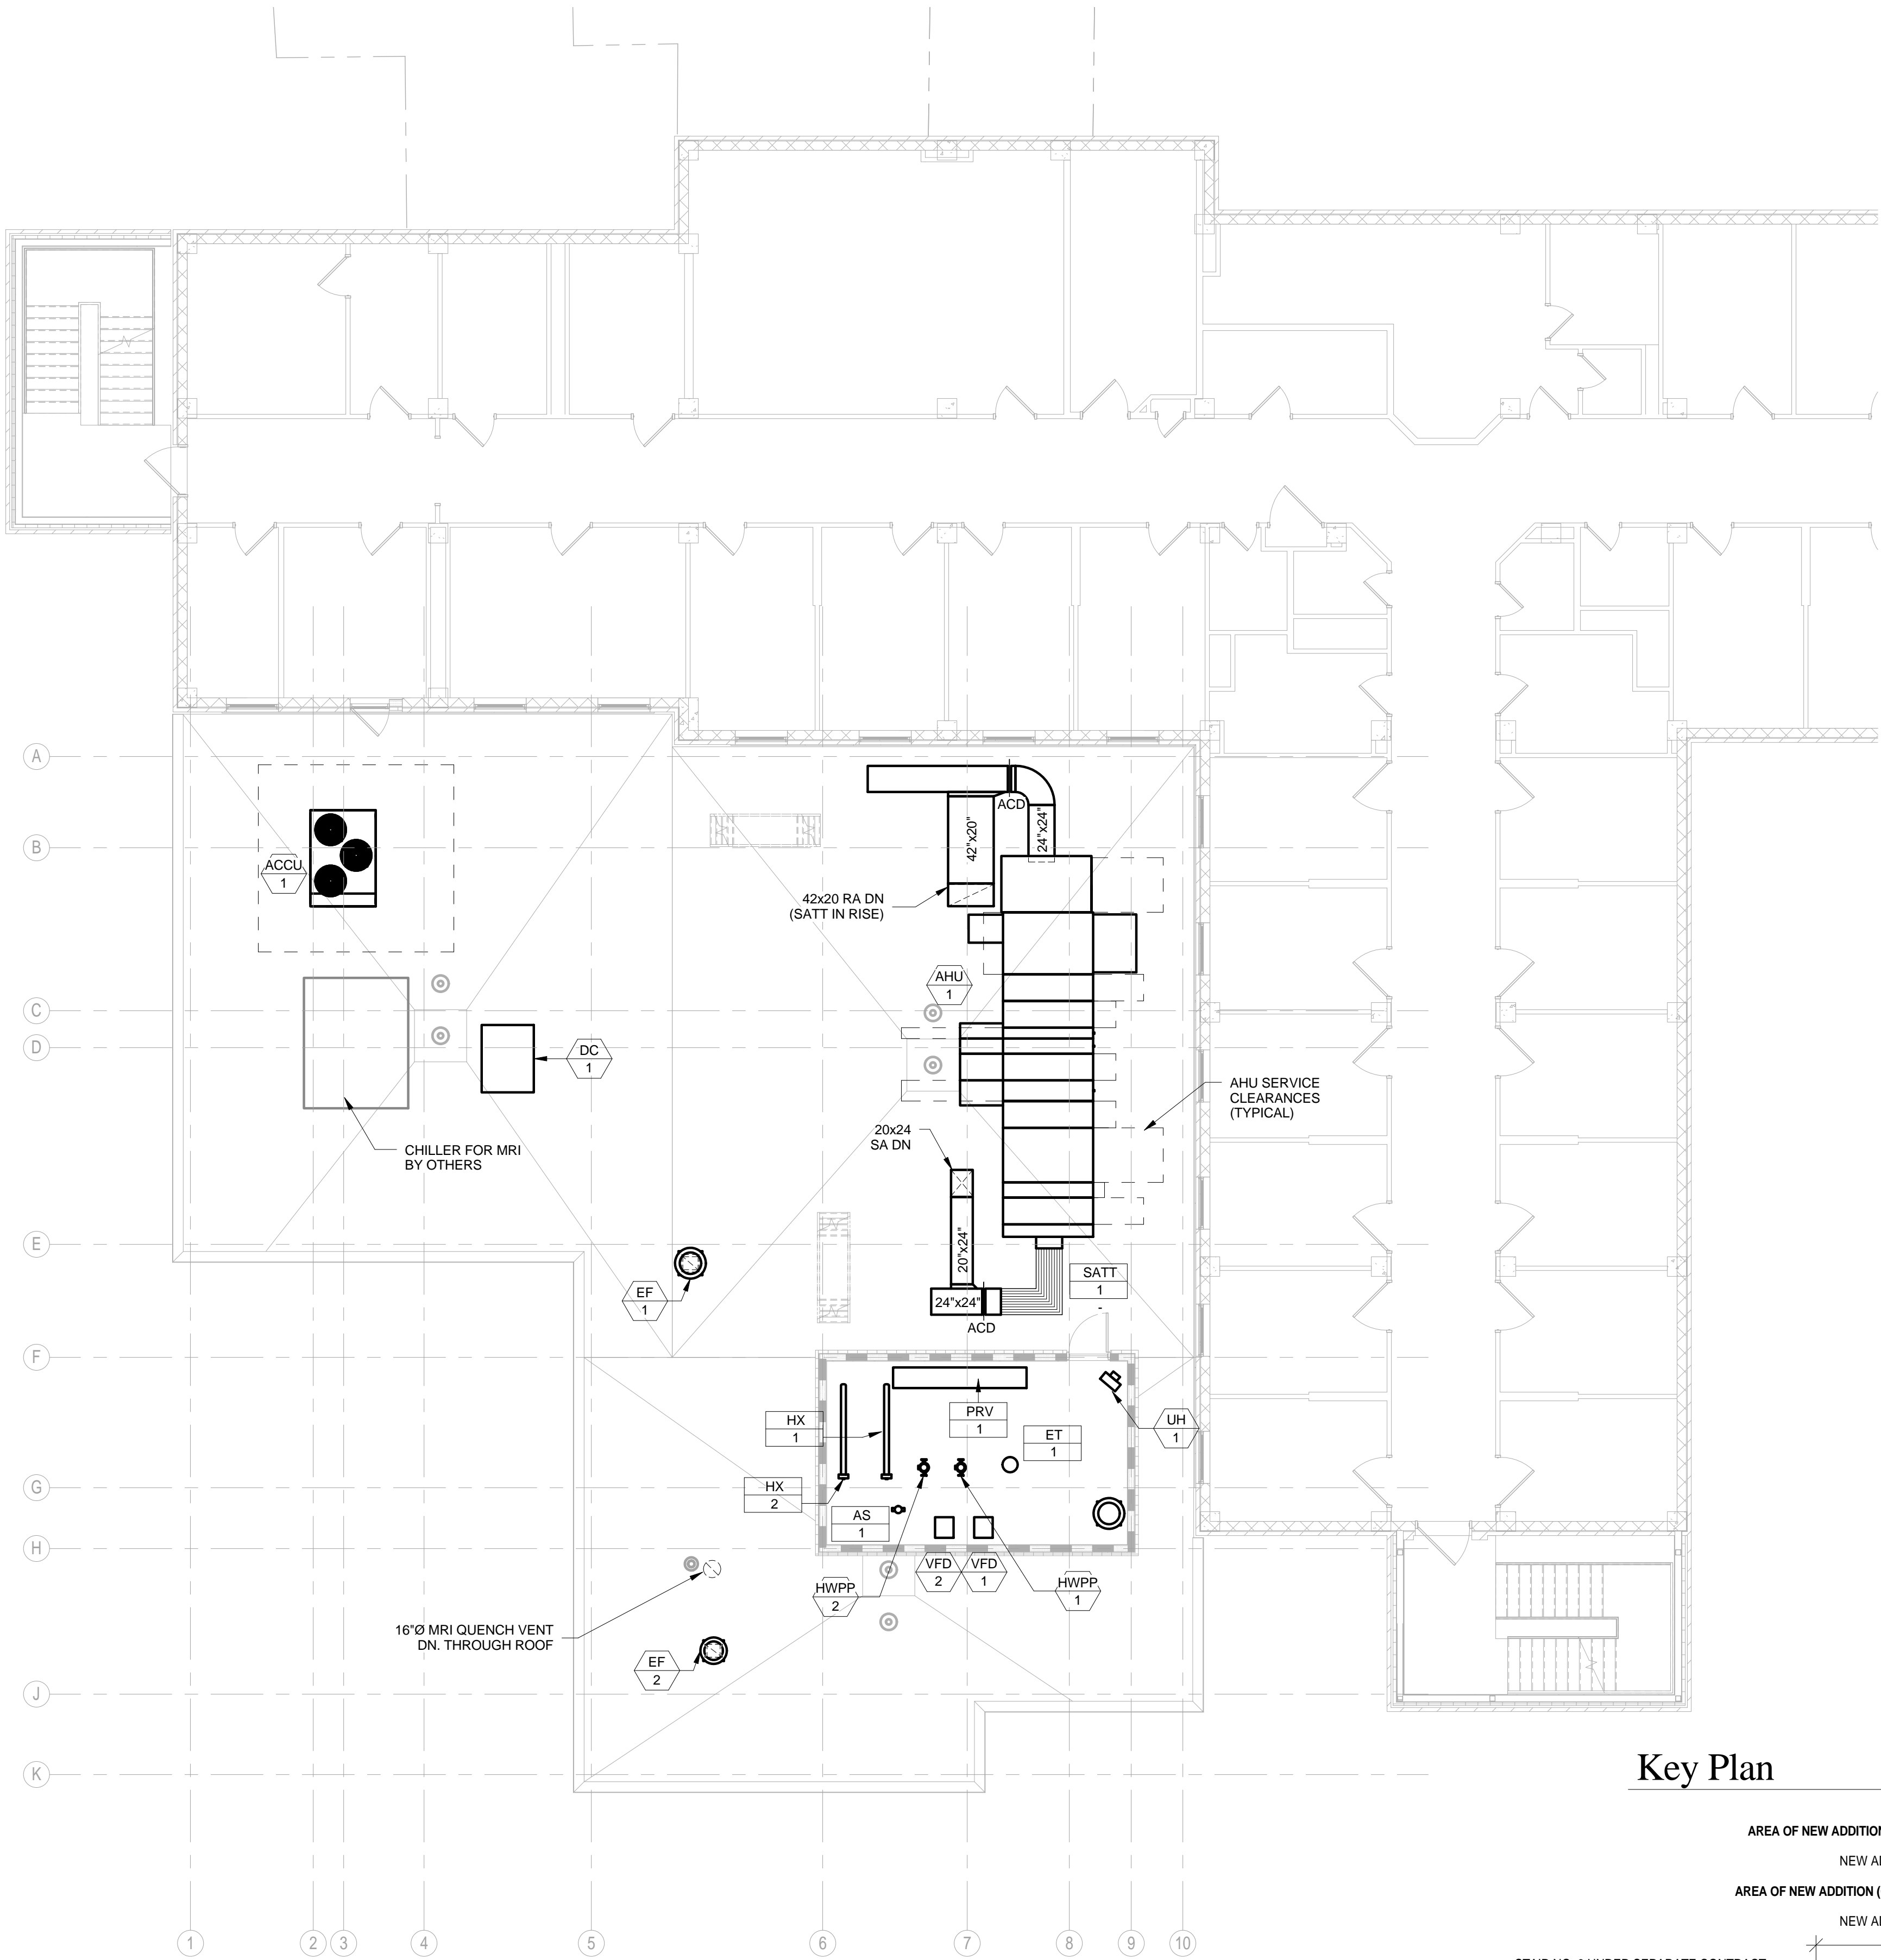 A
ACD
42"x20"
24"x24"
B
ACCU
1
42x20 RA DN
(SATT IN RISE)
AHU
1
C
D
DC
1
AHU SERVICE
CLEARANCES
(TYPICAL)
CHILLER FOR MRI
BY OTHERS
20x24
SA DN
E
20"x24"
SATT
1
-
EF
1
24"x24"
ACD
F
HX
1
PRV
1
UH
1
ET
1
G
HX
2
AS
1
H
VFD
2
VFD
1
HWPP
2
HWPP
1
16"Ø MRI QUENCH VENT
DN. THROUGH ROOF
EF
2
J
K
Key Plan
AREA OF NEW ADDITION
NEW
AREA OF NEW ADDITION (
NEW
1
2
3
4
5
6
7
8
9
10